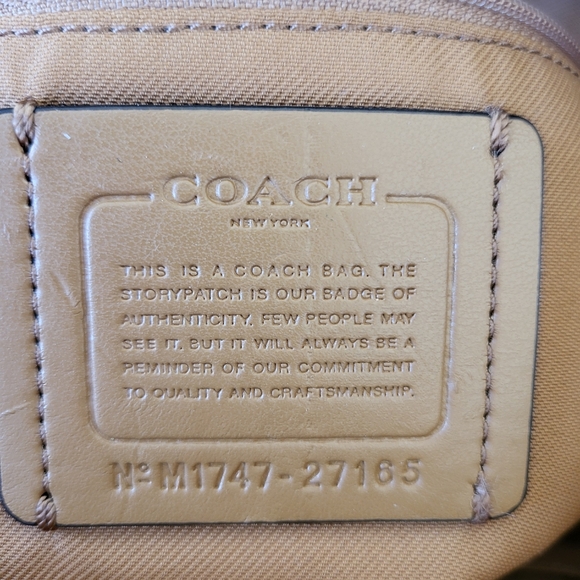 COACH
NEW YORK
THIS IS A COACH BAG. THE
STORYPATCH IS OUR BADGE OF
AUTHENTICITY. FEW PEOPLE MAY
SEE IT. BUT IT WILL ALWAYS BE A
REMINDER OF OUR COMMITMENT
TO QUALITY AND CRAFTSMANSHIP.
Nº M1747-27165